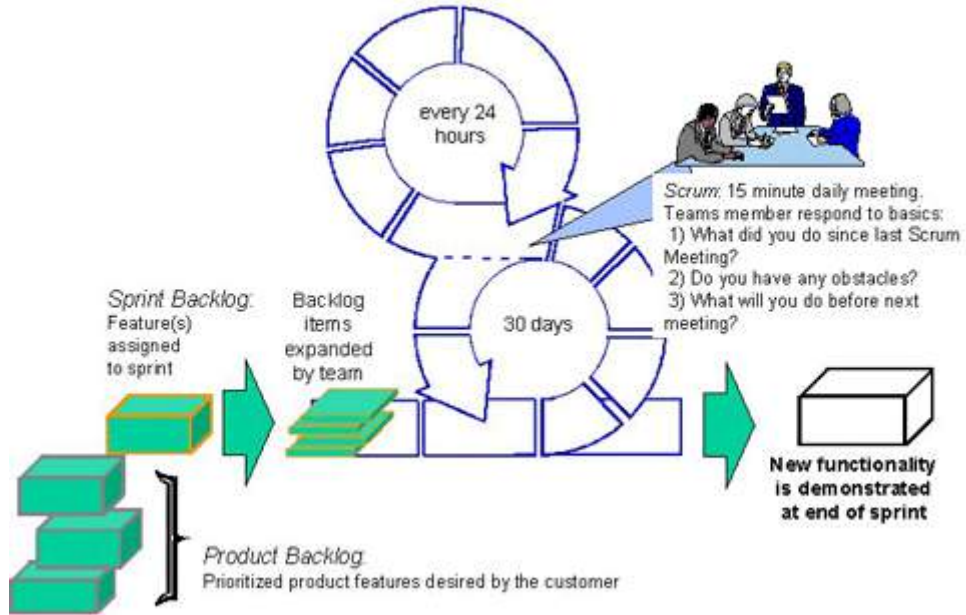 every 24
hours
Scrum: 15 minute daily meeting.
Teams member respond to basics:
1) What did you do since last Scrum
Meeting?
2) Do you have any obstacles?
3) What will you do before next
meeting?
Sprint Backlog:
Feature(s)
assigned
to sprint
Backlog
items
expanded
by team
30 days
New functionality
is demonstrated
at end of sprint
Product Backlog:
Prioritized product features desired by the customer